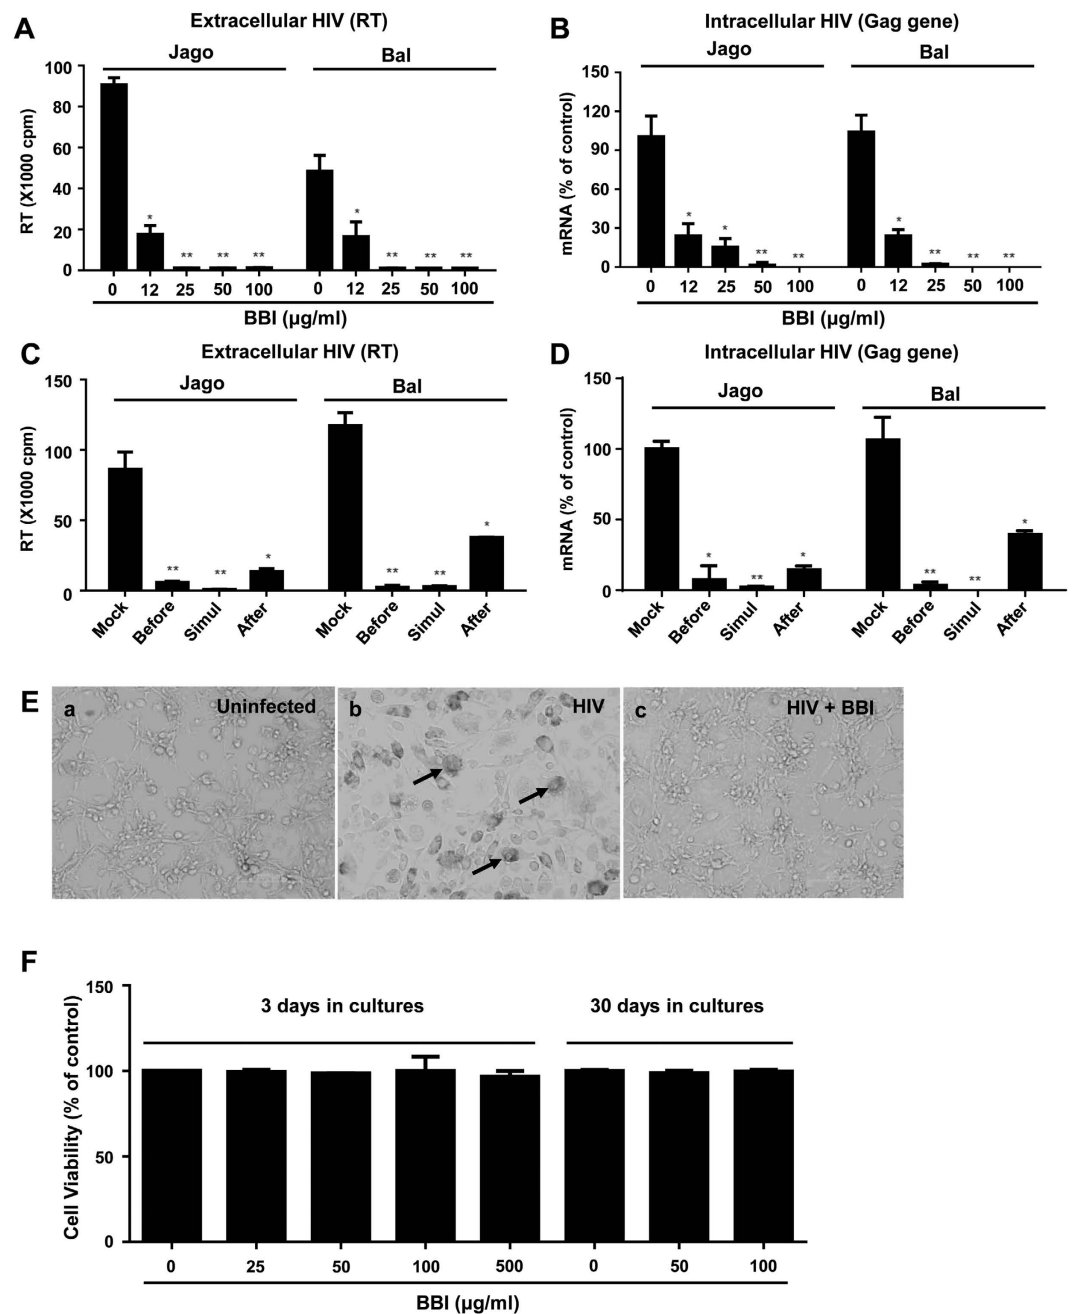 A
Extracellular HIV (RT)
Jago
Bal
RT (X1000 cpm)
100
80
60
40
20
0
*
**
**
**
*
**
**
**
0 12 25 50 100 0 12 25 50 100
BBI (µg/ml)
B
Intracellular HIV (Gag gene)
Jago
Bal
mRNA (% of control)
150
120
90
60
30
0
*
*
**
**
*
**
**
**
0 12 25 50 100 0 12 25 50 100
BBI (µg/ml)
C
Extracellular HIV (RT)
Jago
Bal
RT (X1000 cpm)
150
100
50
0
**
**
*
**
**
*
Mock Before Simul After Mock Before Simul After
D
Intracellular HIV (Gag gene)
Jago
Bal
mRNA (% of control)
150
100
50
0
*
**
*
**
**
*
Mock Before Simul After Mock Before Simul After
E
a Uninfected
b HIV
c HIV + BBI
F
3 days in cultures
30 days in cultures
Cell Viability (% of control)
150
100
50
0
0 25 50 100 500 0 50 100
BBI (µg/ml)